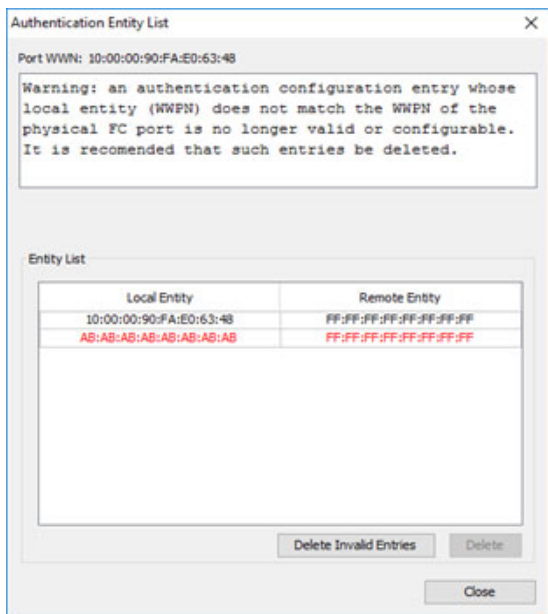 Authentication Entity List
Port WWN: 10:00:00:90:FA:E0:63:48
Warning: an authentication configuration entry whose
local entity (WWPN) does not match the WWPN of the
physical FC port is no longer valid or configurable.
It is recomended that such entries be deleted.
Entity List
Local Entity Remote Entity
10:00:00:90:FA:E0:63:48 FF:FF:FF:FF:FF:FF:FF:FF
AB:AB:AB:AB:AB:AB:AB:AB FF:FF:FF:FF:FF:FF:FF:FF
Delete Invalid Entries Delete
Close